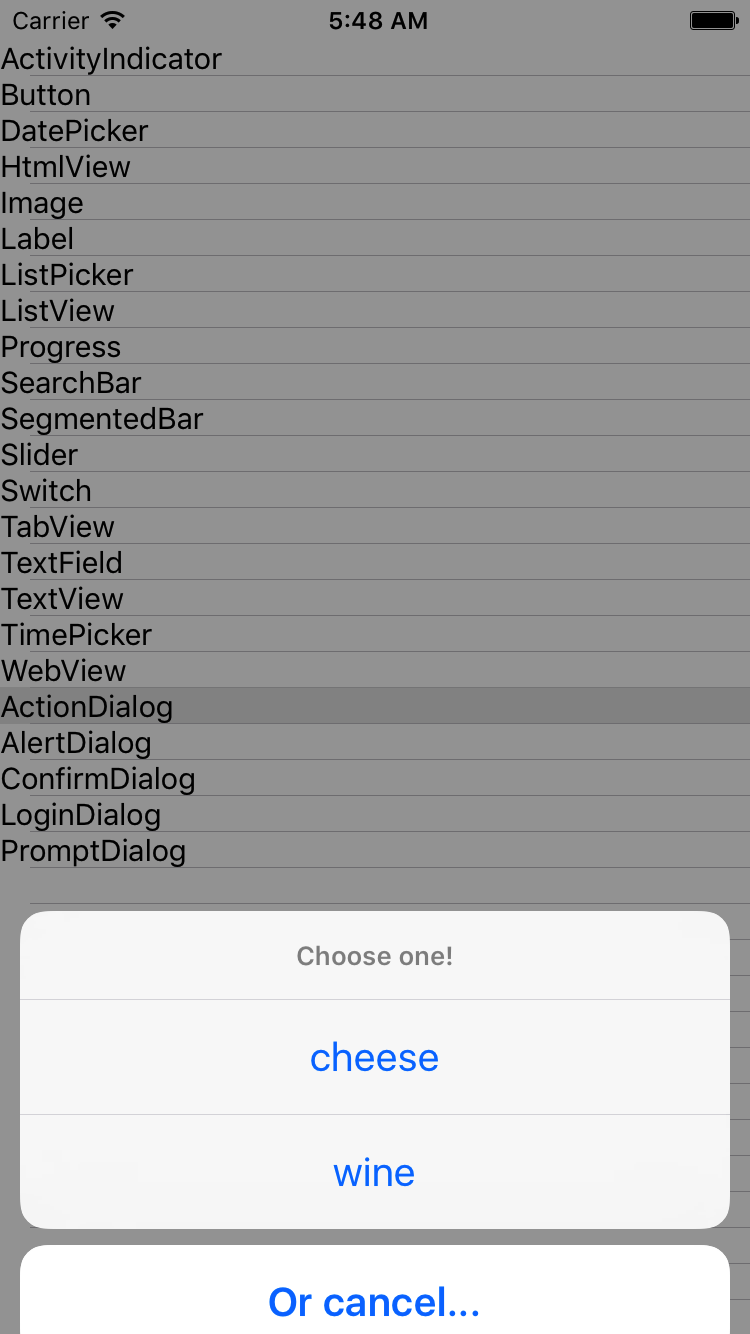 Carrier 5:48 AM
ActivityIndicator
Button
DatePicker
HtmlView
Image
Label
ListPicker
ListView
Progress
SearchBar
SegmentedBar
Slider
Switch
TabView
TextField
TextView
TimePicker
WebView
ActionDialog
AlertDialog
ConfirmDialog
LoginDialog
PromptDialog
Choose one!
cheese
wine
Or cancel...